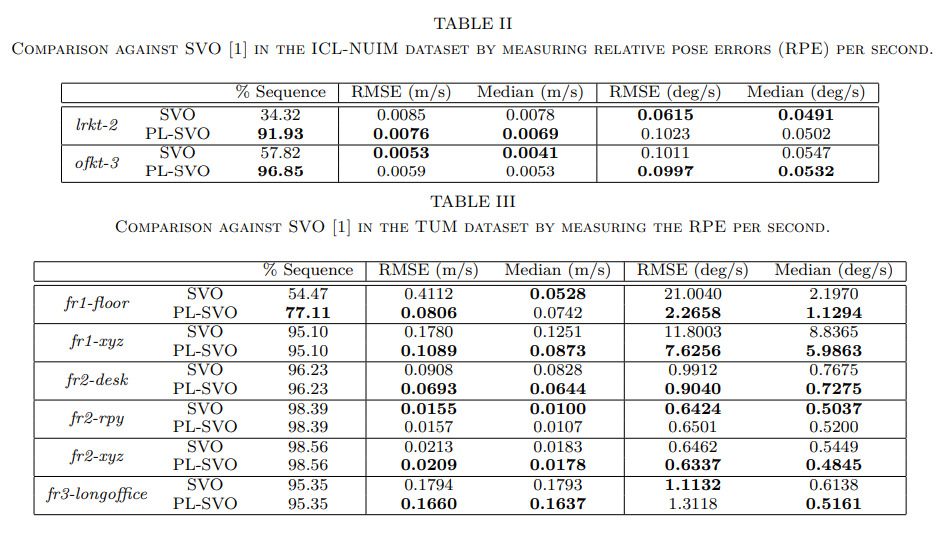 TABLE II
COMPARISON AGAINST SVO [1] IN THE ICL-NUIM DATASET BY MEASURING RELATIVE POSE ERRORS (RPE) PER SECOND.
% Sequence RMSE (m/s) Median (m/s) RMSE (deg/s) Median (deg/s)
lrkt-2 SVO 34.32 0.0085 0.0078 0.0615 0.0491
PL-SVO 91.93 0.0076 0.0069 0.1023 0.0502
ofkt-3 SVO 57.82 0.0053 0.0041 0.1011 0.0547
PL-SVO 96.85 0.0059 0.0053 0.0997 0.0532
TABLE III
COMPARISON AGAINST SVO [1] IN THE TUM DATASET BY MEASURING THE RPE PER SECOND.
% Sequence RMSE (m/s) Median (m/s) RMSE (deg/s) Median (deg/s)
fr1-floor SVO 54.47 0.4112 0.0528 21.0040 2.1970
PL-SVO 77.11 0.0806 0.0742 2.2658 1.1294
fr1-xyz SVO 95.10 0.1780 0.1251 11.8003 8.8365
PL-SVO 95.10 0.1089 0.0873 7.6256 5.9863
fr2-desk SVO 96.23 0.0908 0.0828 0.9912 0.7675
PL-SVO 96.23 0.0693 0.0644 0.9040 0.7275
fr2-rpy SVO 98.39 0.0155 0.0100 0.6424 0.5037
PL-SVO 98.39 0.0157 0.0107 0.6501 0.5200
fr2-xyz SVO 98.56 0.0213 0.0183 0.6462 0.5449
PL-SVO 98.56 0.0209 0.0178 0.6337 0.4845
fr3-longoffice SVO 95.35 0.1794 0.1793 1.1132 0.6138
PL-SVO 95.35 0.1660 0.1637 1.3118 0.5161